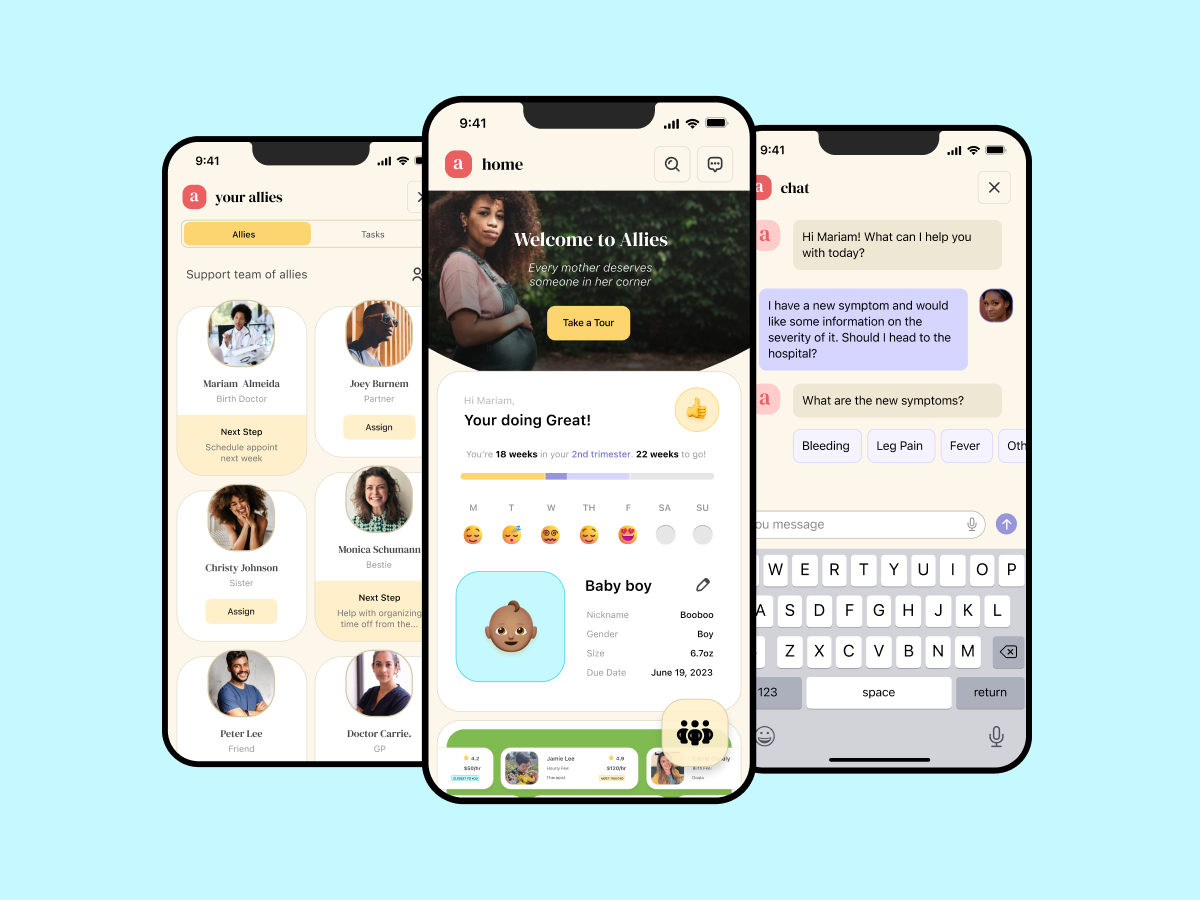 9:41
a your allies
Allies
Tasks
Support team of allies
Mariam Almeida
Birth Doctor
Next Step
Schedule appoint
next week
Joey Burnem
Partner
Assign
Christy Johnson
Sister
Assign
Monica Schumann
Bestie
Next Step
Help with organizing
time off from the...
Peter Lee
Friend
Doctor Carrie.
GP
9:41
a home
Welcome to Allies
Every mother deserves
someone in her corner
Take a Tour
Hi Mariam,
Your doing Great!
You're 18 weeks in your 2nd trimester. 22 weeks to go!
M T W TH F SA SU
Baby boy
Nickname Booboo
Gender Boy
Size 6.7oz
Due Date June 19, 2023
4.2
$50/hr
Jamie Lee 4.9
Hourly Fee: $120/hr
Therapist MOST TRUSTED
Doula
9:41
a chat
a
Hi Mariam! What can I help you
with today?
I have a new symptom and would
like some information on the
severity of it. Should I head to the
hospital?
a
What are the new symptoms?
Bleeding Leg Pain Fever Oth
ou message
W E R T Y U I O P
A S D F G H J K L
Z X C V B N M
123 space return